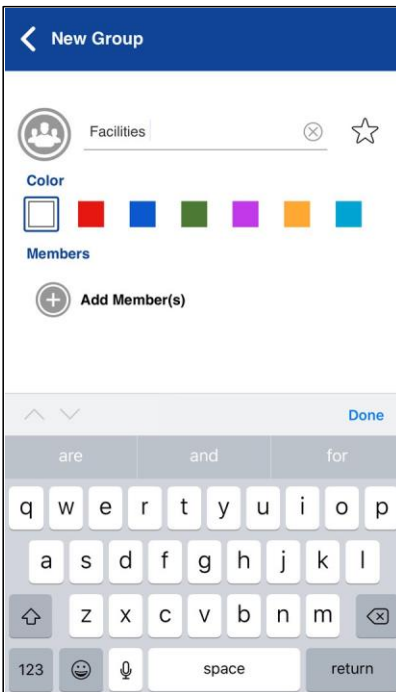 New Group
Facilities
Color
Members
Add Member(s)
Done
are and for
q w e r t y u i o p
a s d f g h j k l
z x c v b n m
123 space return